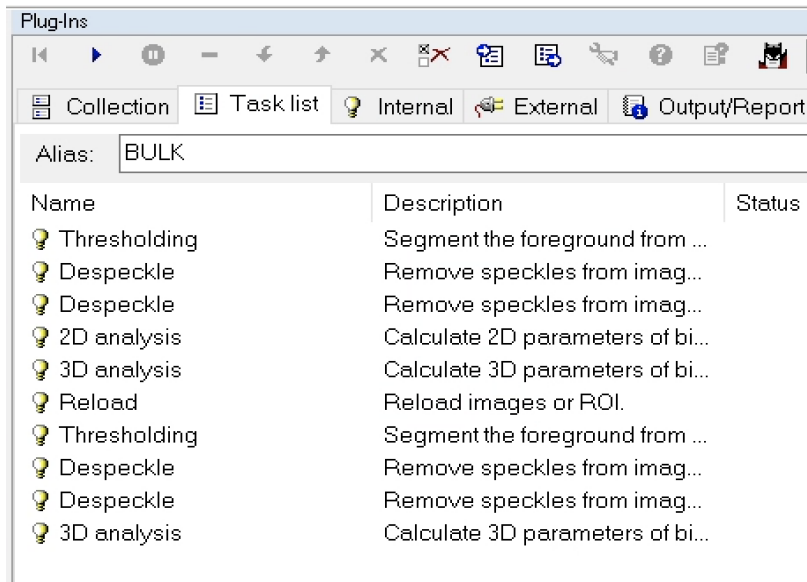 Plug-Ins
Collection Task list Internal External Output/Report
Alias: BULK
Name Description Status
Thresholding Segment the foreground from ...
Despeckle Remove speckles from imag...
Despeckle Remove speckles from imag...
2D analysis Calculate 2D parameters of bi...
3D analysis Calculate 3D parameters of bi...
Reload Reload images or ROI.
Thresholding Segment the foreground from ...
Despeckle Remove speckles from imag...
Despeckle Remove speckles from imag...
3D analysis Calculate 3D parameters of bi...